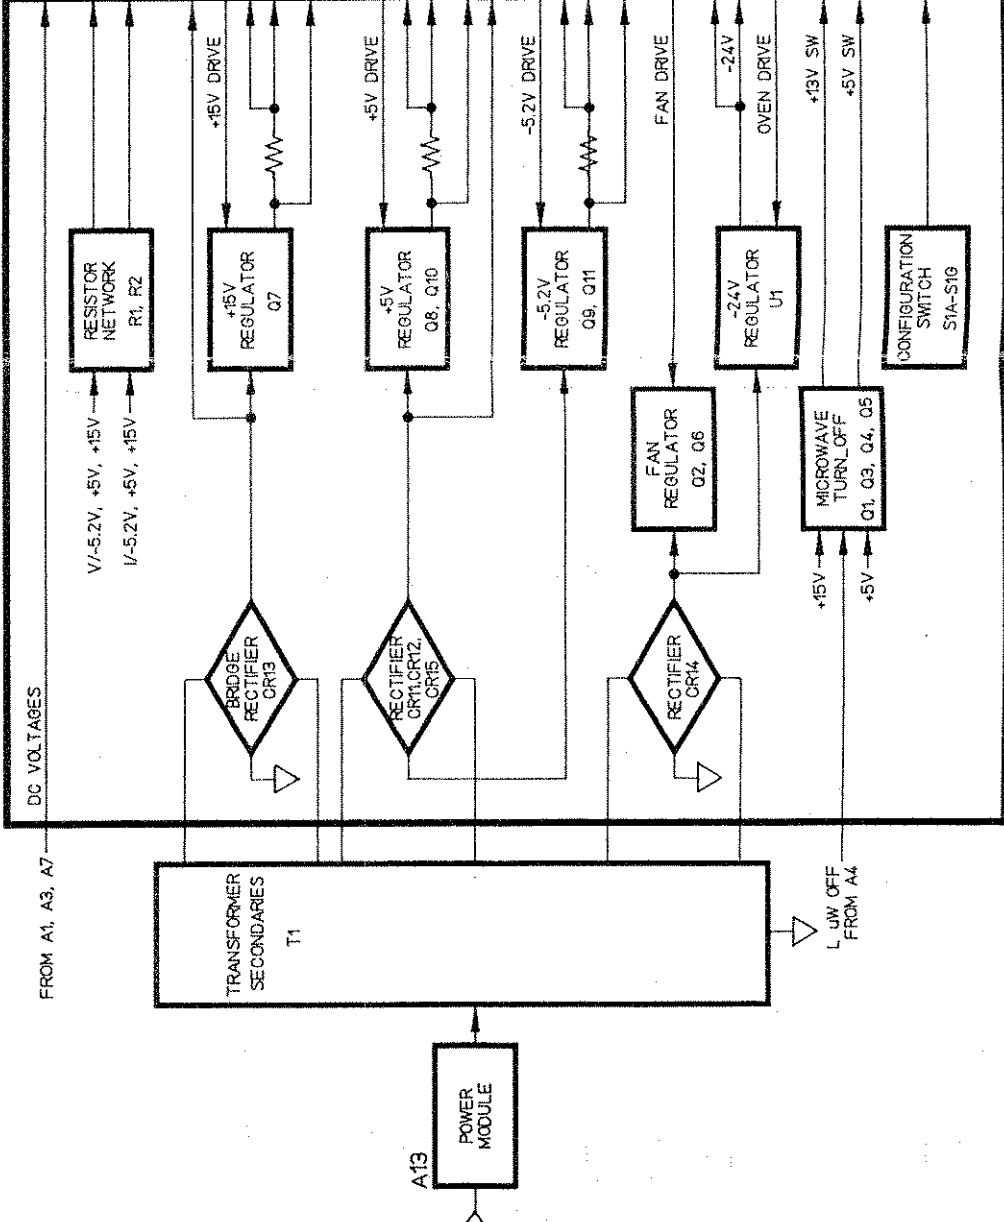 DC VOLTAGES
FROM A1, A3, A7
RESISTOR
NETWORK
R1, R2
V/-5.2V, +5V, +15V
I/-5.2V, +5V, +15V
+15V DRIVE
+15V
REGULATOR
Q7
BRIDGE
RECTIFIER
CR13
+5V DRIVE
+5V
REGULATOR
Q8, Q10
RECTIFIER
CR11,CR12,
CR15
-5.2V DRIVE
-5.2V
REGULATOR
Q9, Q11
FAN DRIVE
FAN
REGULATOR
Q2, Q6
RECTIFIER
CR14
-24V
OVEN DRIVE
-24V
REGULATOR
U1
+13V SW
+5V SW
MICROWAVE
TURN_OFF
Q1, Q3, Q4, Q5
+15V
+5V
CONFIGURATION
SWITCH
S1A-S1G
TRANSFORMER
SECONDARIES
T1
L uW OFF
FROM A4
A13
POWER
MODULE